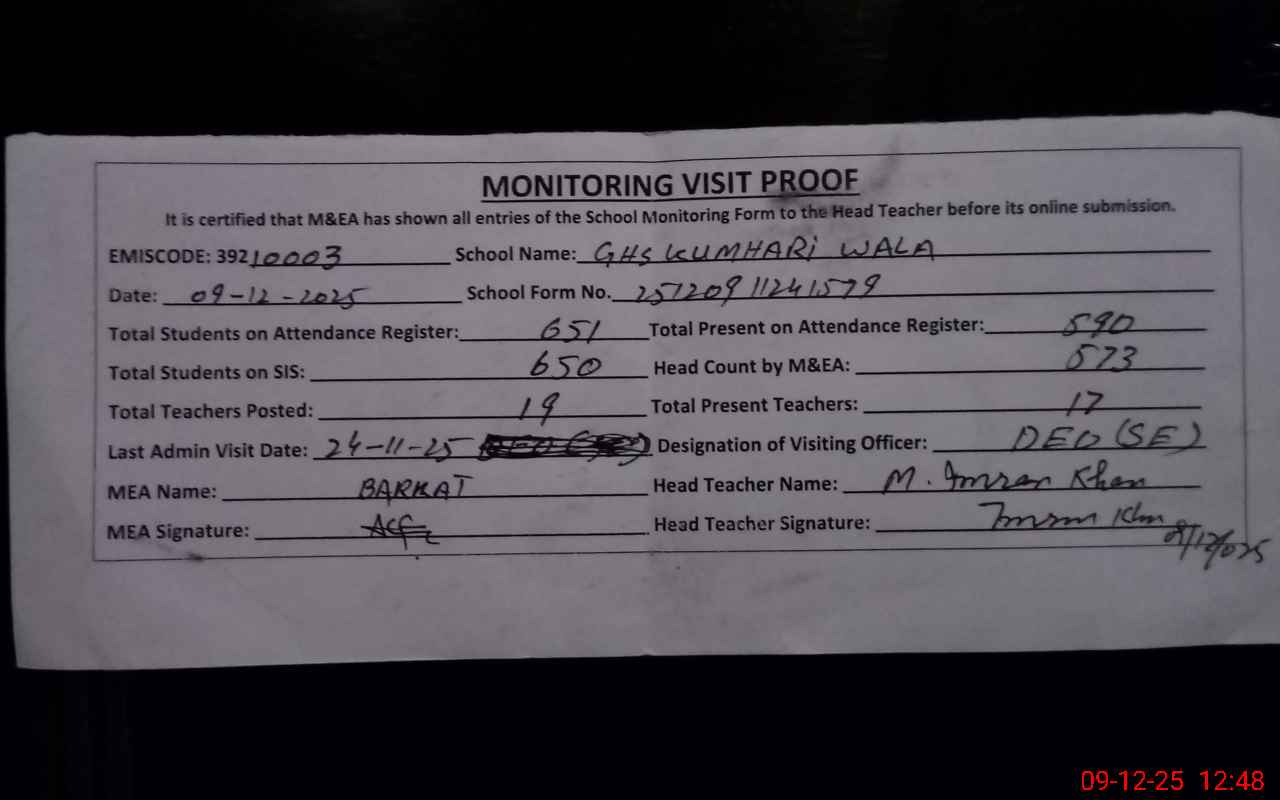 MONITORING VISIT PROOF
It is certified that M&EA has shown all entries of the School Monitoring Form to the Head Teacher before its online submission.
EMISCODE: 39210003 School Name: GHS KUMHARI WALA
Date: 09-12-2025 School Form No. 25120911241579
Total Students on Attendance Register: 651 Total Present on Attendance Register: 590
Total Students on SIS: 650 Head Count by M&EA: 573
Total Teachers Posted: 19 Total Present Teachers: 17
Last Admin Visit Date: 24-11-25 Designation of Visiting Officer: DEO (SE)
MEA Name: BARKAT Head Teacher Name: M. Imran Khan
MEA Signature: Head Teacher Signature: Imran Khan
09-12-25 12:48